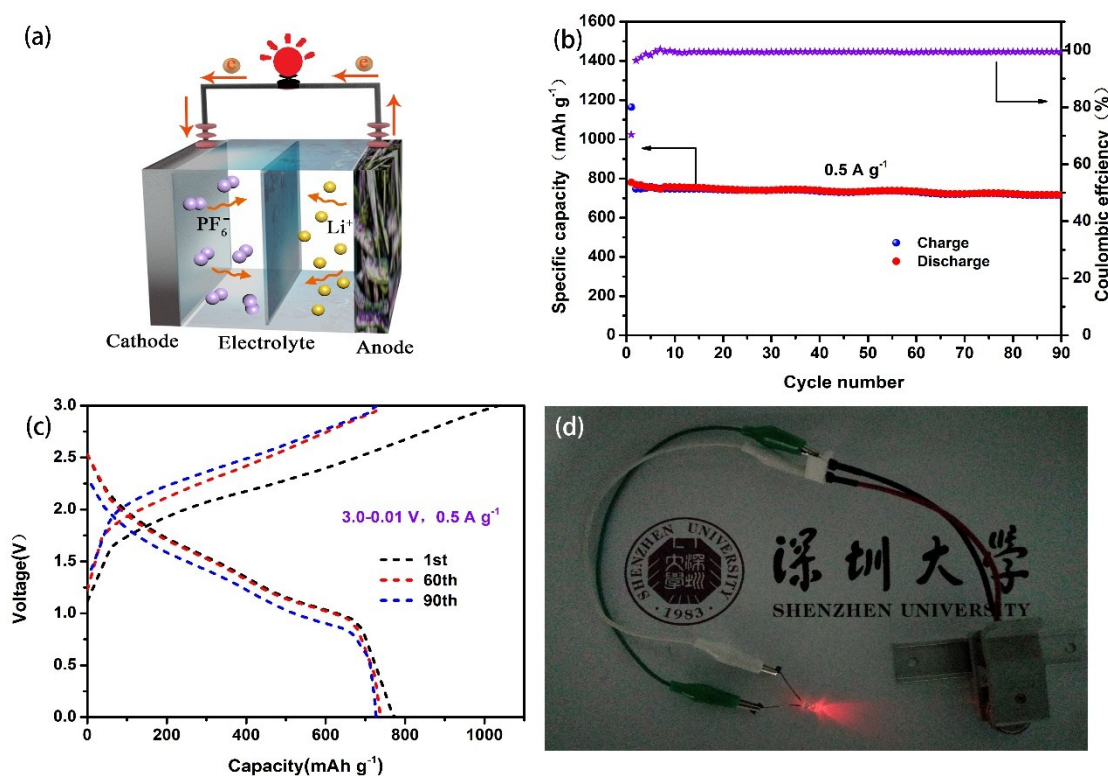 (a)
e
e
PF₆⁻
Li⁺
Cathode
Electrolyte
Anode
(b)
Specific capacity（mAh g⁻¹）
1600
1400
1200
1000
800
600
400
200
0
0.5 A g⁻¹
Charge
Discharge
100
80
60
40
20
0
Coulombic effciency (%)
0 10 20 30 40 50 60 70 80 90
Cycle number
(c)
Voltage(V）
3.0
2.5
2.0
1.5
1.0
0.5
0.0
3.0-0.01 V，0.5 A g⁻¹
1st
60th
90th
0 200 400 600 800 1000
Capacity(mAh g⁻¹)
(d)
SHENZHEN UNIVERSITY
· 1983 ·
深圳大学
SHENZHEN UNIVERSITY